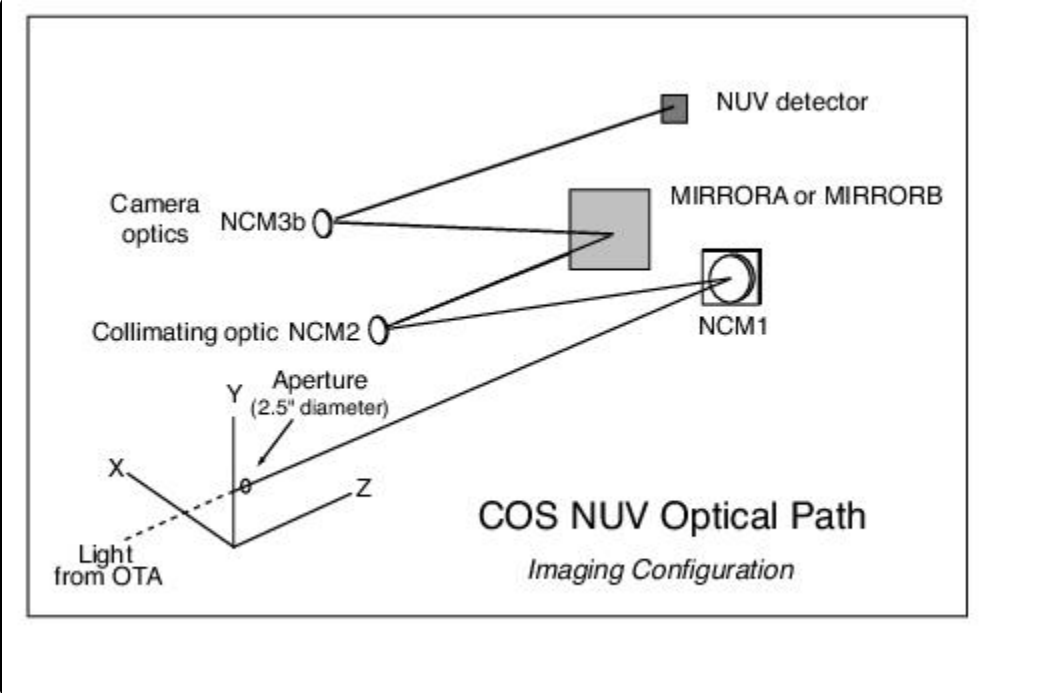 NUV detector
MIRRORA or MIRRORB
Camera
optics
NCM3b
NCM1
Collimating optic NCM2
Aperture
(2.5" diameter)
Y
X
Z
Light
from OTA
COS NUV Optical Path
Imaging Configuration